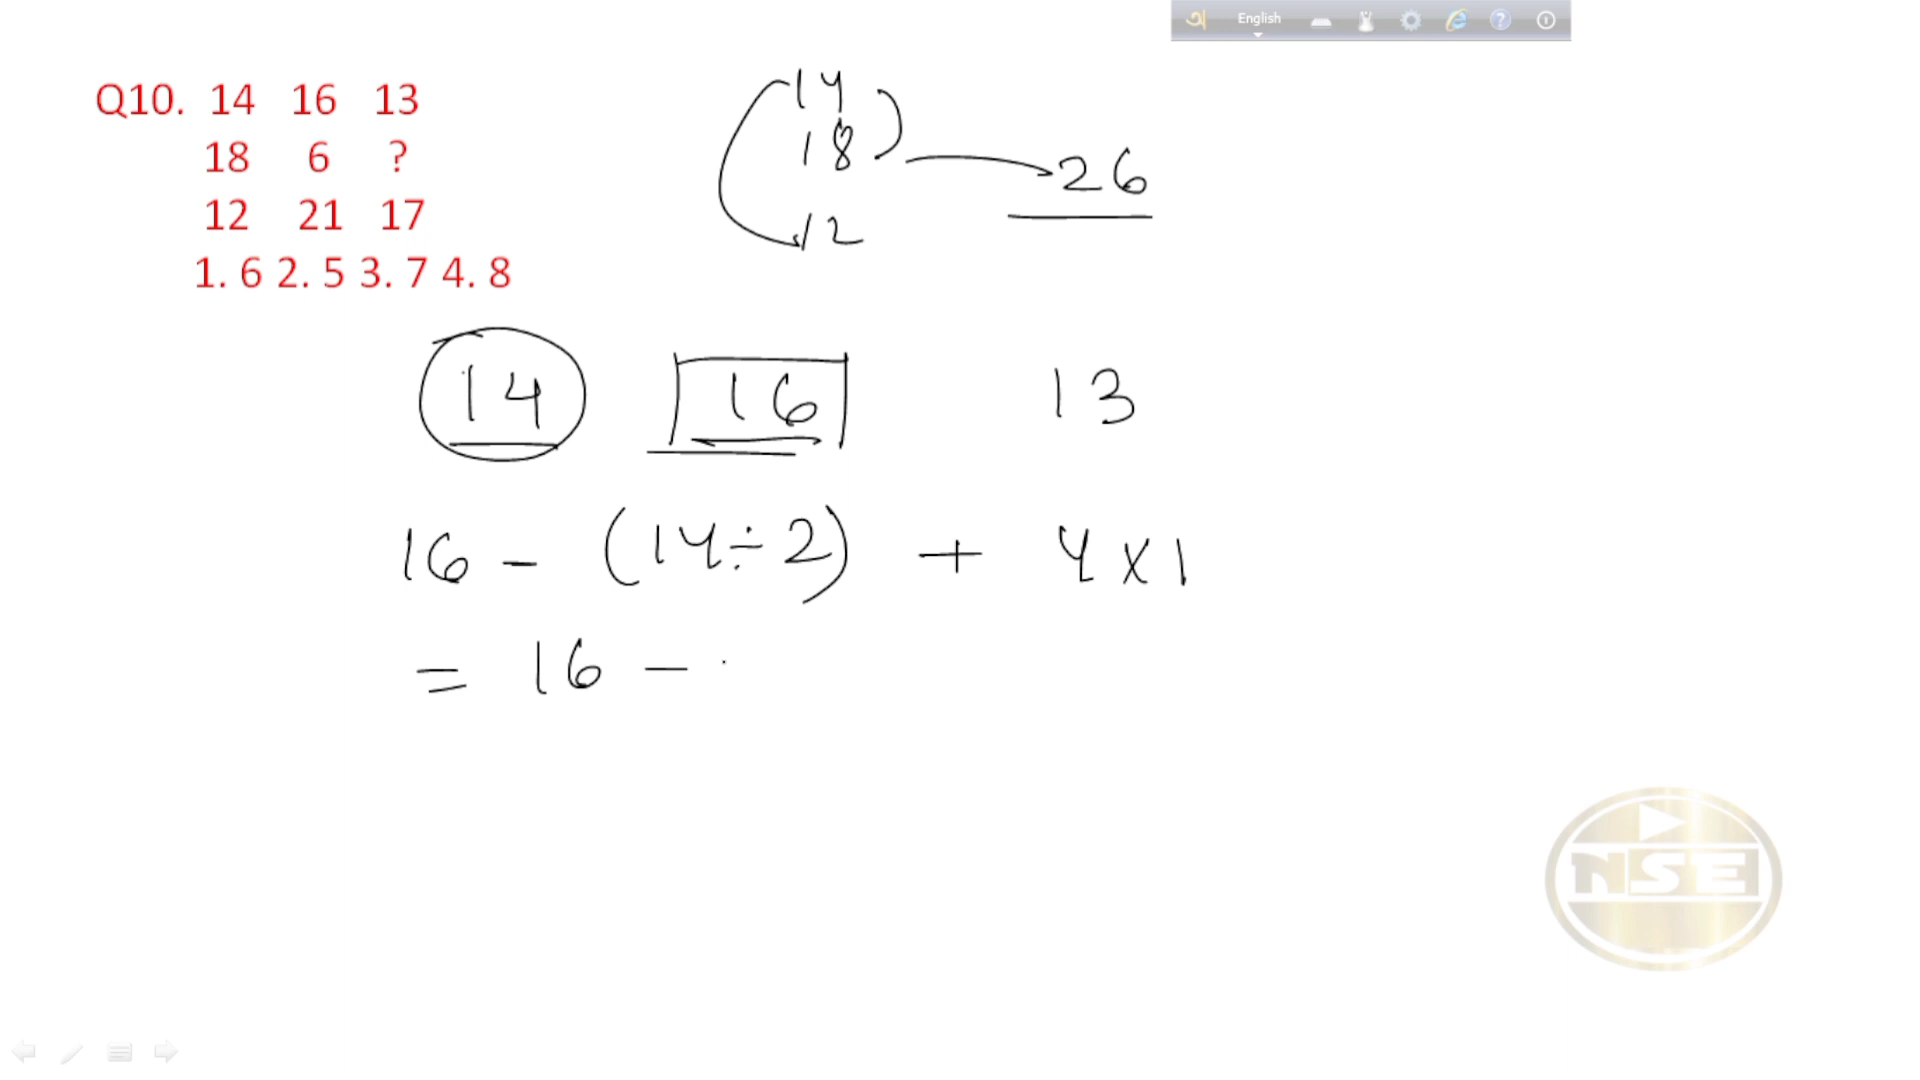 English
Q10. 14 16 13
18 6 ?
12 21 17
1. 6 2. 5 3. 7 4. 8
14
18
26
12
14 16 13
16 - (14 ÷ 2) + 4 x 1
= 16 -
NSE